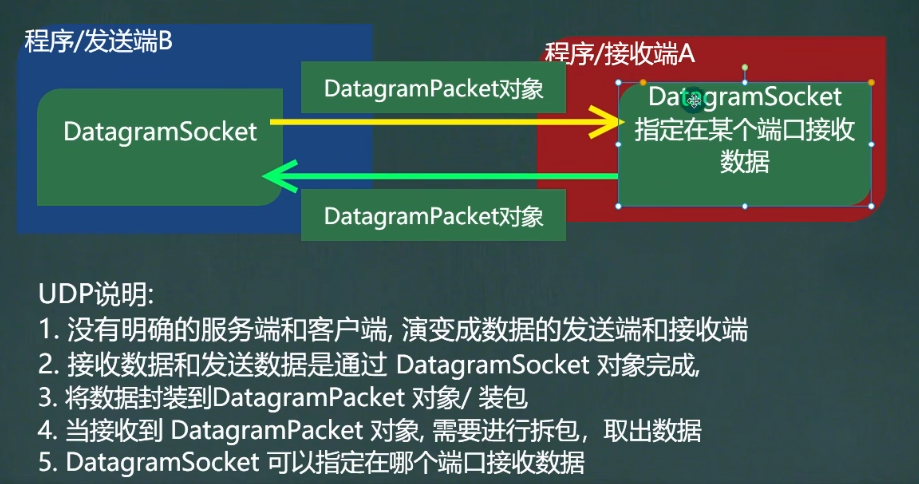 程序/发送端B
程序/接收端A
DatagramPacket对象
DatagramSocket
DatagramSocket
指定在某个端口接收
数据
DatagramPacket对象
UDP说明:
1. 没有明确的服务端和客户端, 演变成数据的发送端和接收端
2. 接收数据和发送数据是通过 DatagramSocket 对象完成,
3. 将数据封装到DatagramPacket 对象/ 装包
4. 当接收到 DatagramPacket 对象, 需要进行拆包，取出数据
5. DatagramSocket 可以指定在哪个端口接收数据